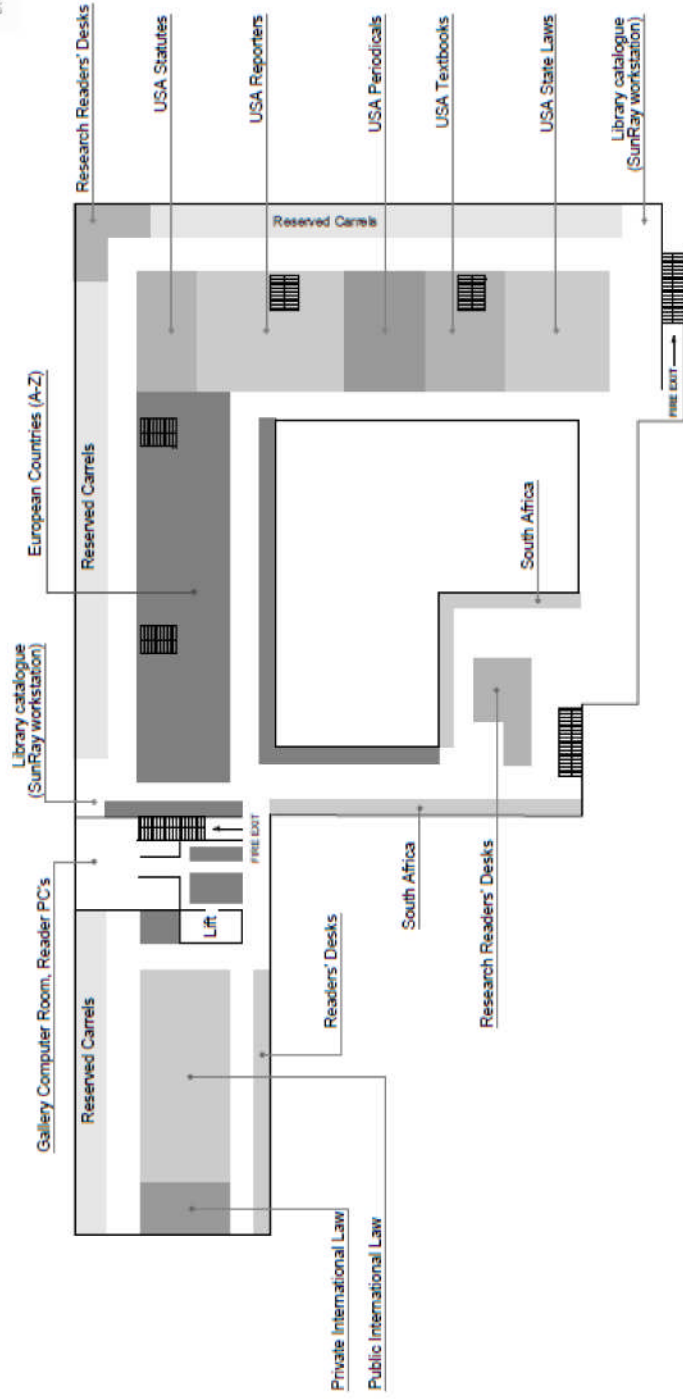 Research Readers' Desks
USA Statutes
USA Reporters
USA Periodicals
USA Textbooks
USA State Laws
Library catalogue
(SunRay workstation)
European Countries (A-Z)
Library catalogue
(SunRay workstation)
Gallery Computer Room, Reader PC's
Reserved Carrels
Reserved Carrels
Reserved Carrels
FIRE EXIT
Lift
FIRE EXIT
South Africa
South Africa
Readers' Desks
Research Readers' Desks
Private International Law
Public International Law